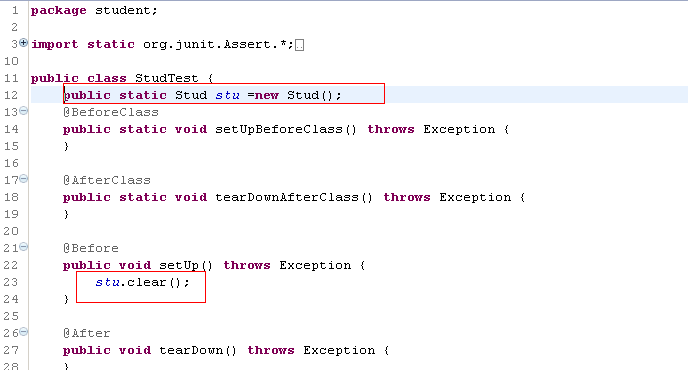 1 package student;
2
3 import static org.junit.Assert.*;
10
11 public class StudTest {
12 public static Stud stu =new Stud();
13 @BeforeClass
14 public static void setUpBeforeClass() throws Exception {
15 }
16
17 @AfterClass
18 public static void tearDownAfterClass() throws Exception {
19 }
20
21 @Before
22 public void setUp() throws Exception {
23 stu.clear();
24 }
25
26 @After
27 public void tearDown() throws Exception {
28 }